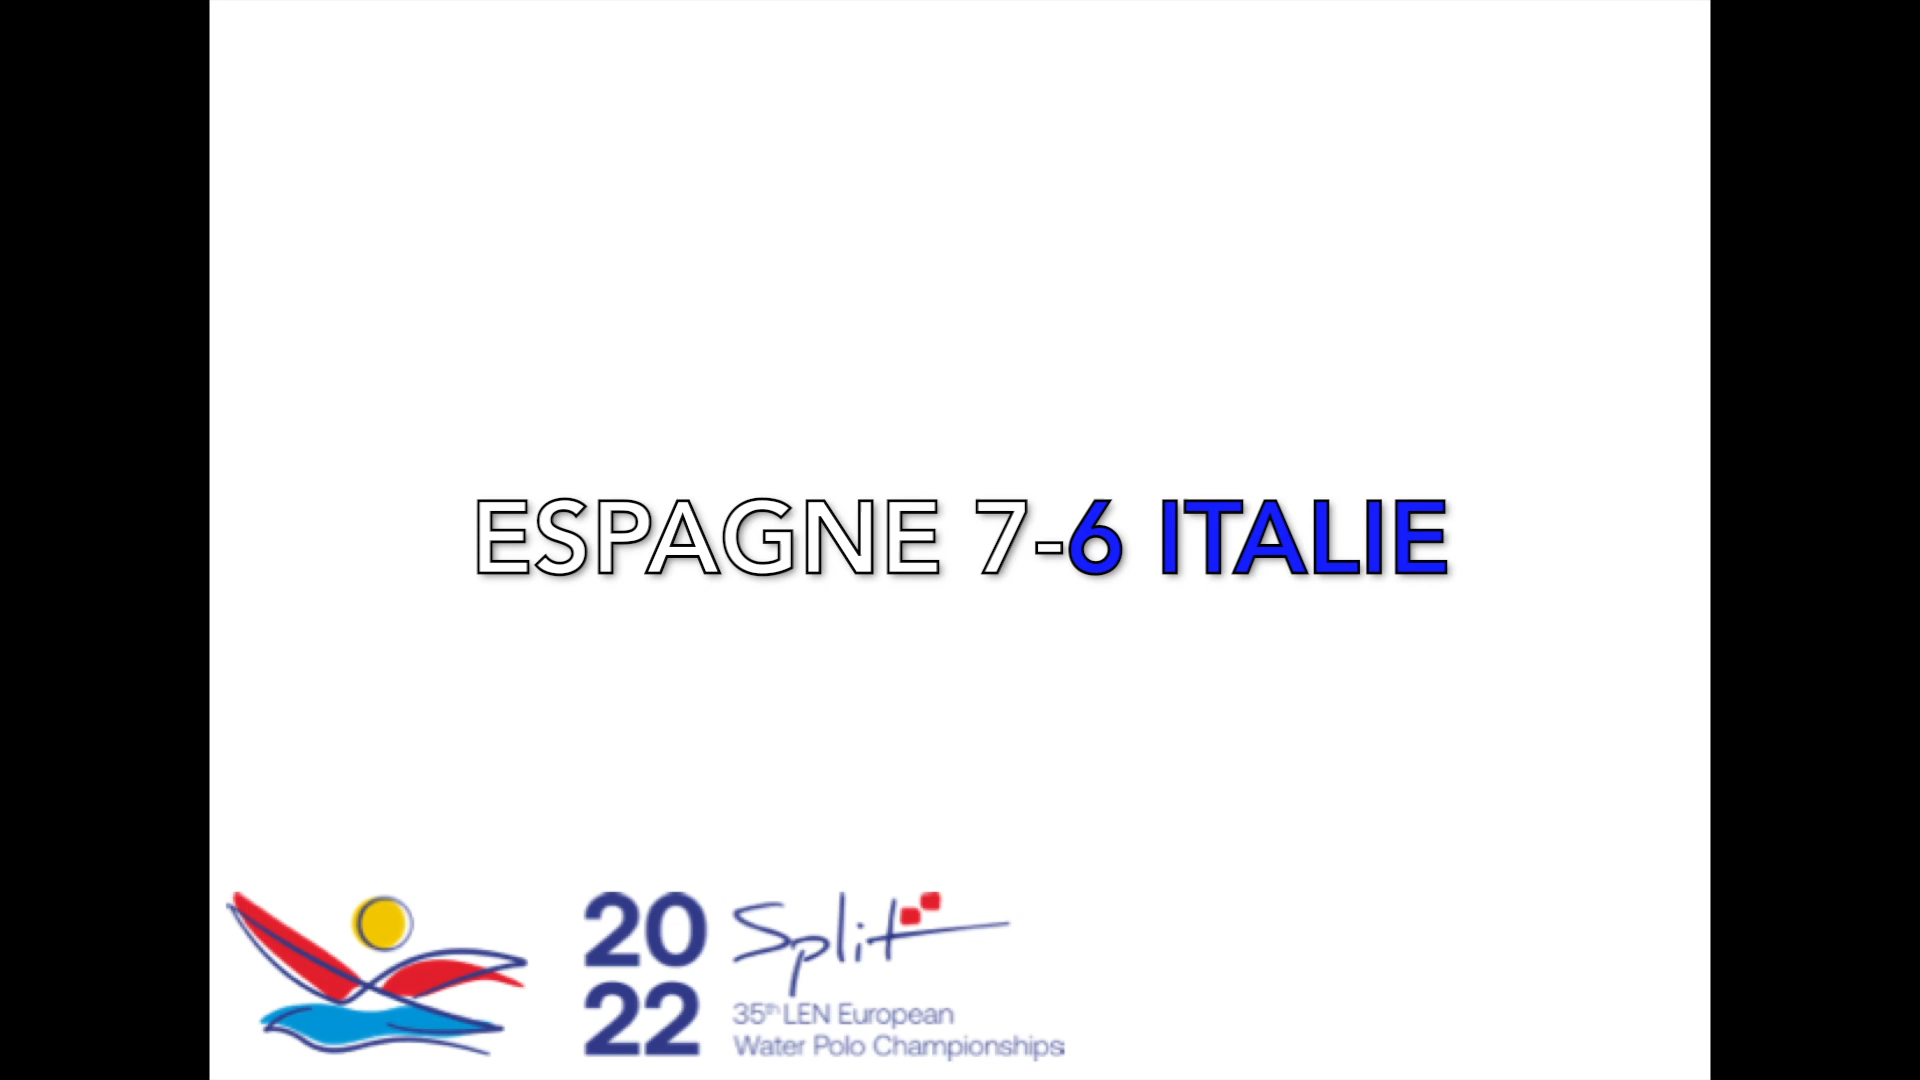 ESPAGNE 7-6 ITALIE
20 Split
22
35th LEN European
Water Polo Championships